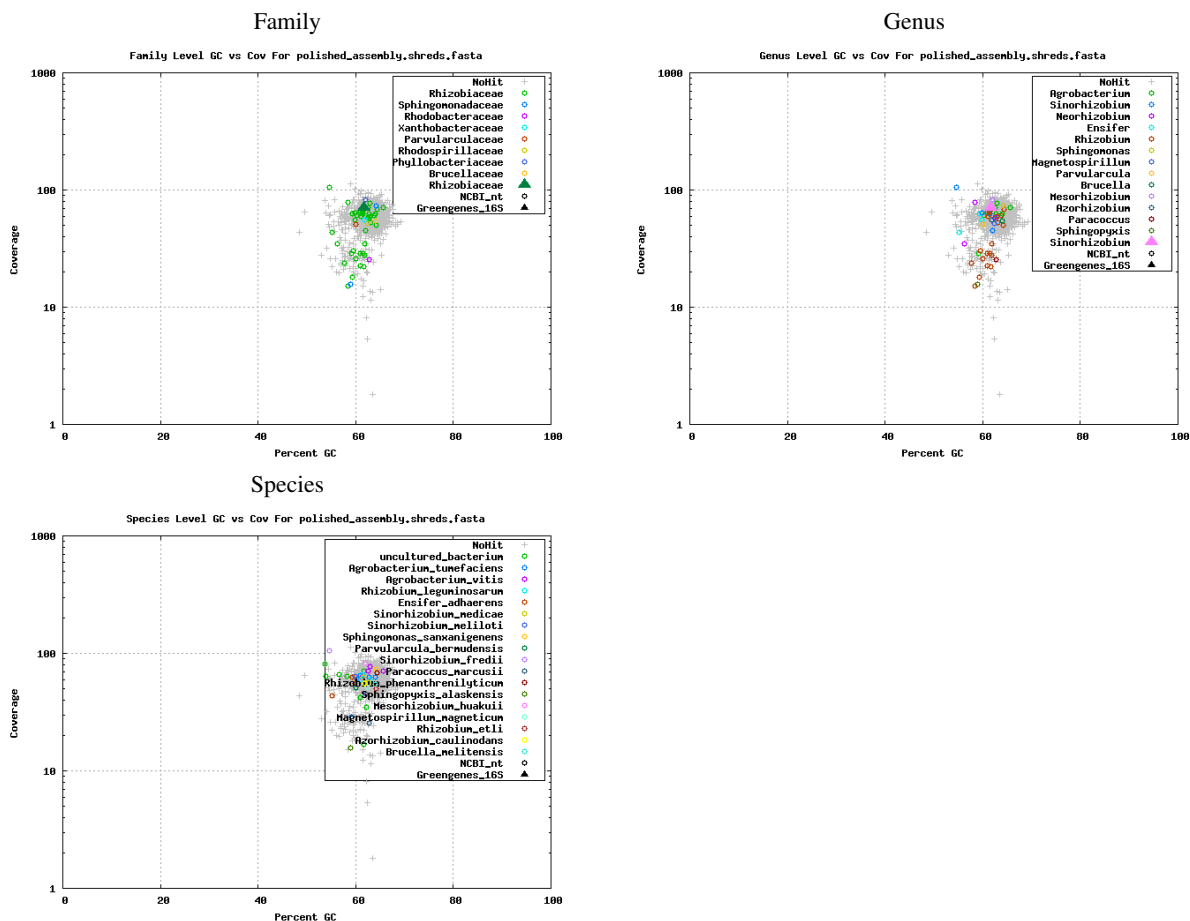 Family
Genus
Family Level GC vs Cov For polished_assembly.shreds.fasta
1000
100
10
1
0
20
40
60
80
100
Coverage
Percent GC
NoHit
Rhizobiaceae
Sphingomonadaceae
Rhodobacteraceae
Xanthobacteraceae
Parvularculaceae
Rhodospirillaceae
Phyllobacteriaceae
Brucellaceae
Rhizobiaceae
NCBI_nt
Greengenes_16S
Genus Level GC vs Cov For polished_assembly.shreds.fasta
1000
100
10
1
0
20
40
60
80
100
Coverage
Percent GC
NoHit
Agrobacterium
Sinorhizobium
Neorhizobium
Ensifer
Rhizobium
Sphingomonas
Magnetospirillum
Parvularcula
Brucella
Mesorhizobium
Azorhizobium
Paracoccus
Sphingopyxis
Sinorhizobium
NCBI_nt
Greengenes_16S
Species
Species Level GC vs Cov For polished_assembly.shreds.fasta
1000
100
10
1
0
20
40
60
80
100
Coverage
Percent GC
NoHit
uncultured_bacterium
Agrobacterium_tumefaciens
Agrobacterium_vitis
Rhizobium_leguminosarum
Ensifer_adhaerens
Sinorhizobium_medicae
Sinorhizobium_meliloti
Sphingomonas_sanxanigenens
Parvularcula_bermudensis
Sinorhizobium_fredii
Paracoccus_marcusii
Rhizobium_phenanthrenilyticum
Sphingopyxis_alaskensis
Mesorhizobium_huakuii
Magnetospirillum_magneticum
Rhizobium_etli
Azorhizobium_caulinodans
Brucella_melitensis
NCBI_nt
Greengenes_16S